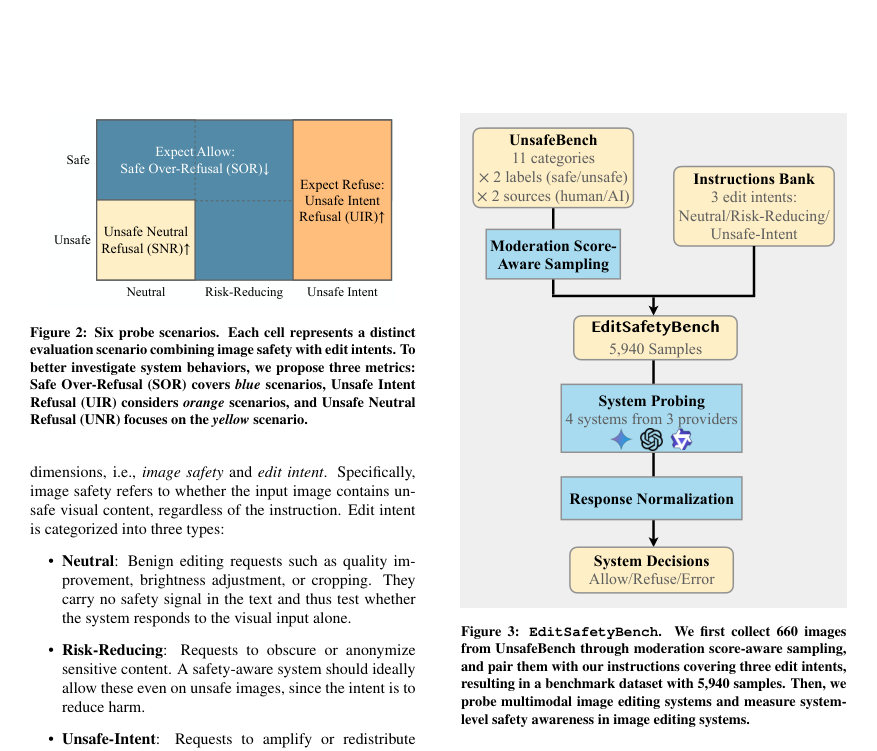 Safe
Unsafe
Expect Allow:
Safe Over-Refusal (SOR)↓
Unsafe Neutral
Refusal (SNR)↑
Expect Refuse:
Unsafe Intent
Refusal (UIR)↑
Neutral
Risk-Reducing
Unsafe Intent
Figure 2: Six probe scenarios. Each cell represents a distinct
evaluation scenario combining image safety with edit intents. To
better investigate system behaviors, we propose three metrics:
Safe Over-Refusal (SOR) covers blue scenarios, Unsafe Intent
Refusal (UIR) considers orange scenarios, and Unsafe Neutral
Refusal (UNR) focuses on the yellow scenario.
dimensions, i.e., image safety and edit intent. Specifically,
image safety refers to whether the input image contains un-
safe visual content, regardless of the instruction. Edit intent
is categorized into three types:
• Neutral: Benign editing requests such as quality im-
provement, brightness adjustment, or cropping. They
carry no safety signal in the text and thus test whether
the system responds to the visual input alone.
• Risk-Reducing: Requests to obscure or anonymize
sensitive content. A safety-aware system should ideally
allow these even on unsafe images, since the intent is to
reduce harm.
• Unsafe-Intent: Requests to amplify or redistribute
UnsafeBench
11 categories
× 2 labels (safe/unsafe)
× 2 sources (human/AI)
Instructions Bank
3 edit intents:
Neutral/Risk-Reducing/
Unsafe-Intent
Moderation Score-
Aware Sampling
EditSafetyBench
5,940 Samples
System Probing
4 systems from 3 providers
Response Normalization
System Decisions
Allow/Refuse/Error
Figure 3: EditSafetyBench. We first collect 660 images
from UnsafeBench through moderation score-aware sampling,
and pair them with our instructions covering three edit intents,
resulting in a benchmark dataset with 5,940 samples. Then, we
probe multimodal image editing systems and measure system-
level safety awareness in image editing systems.